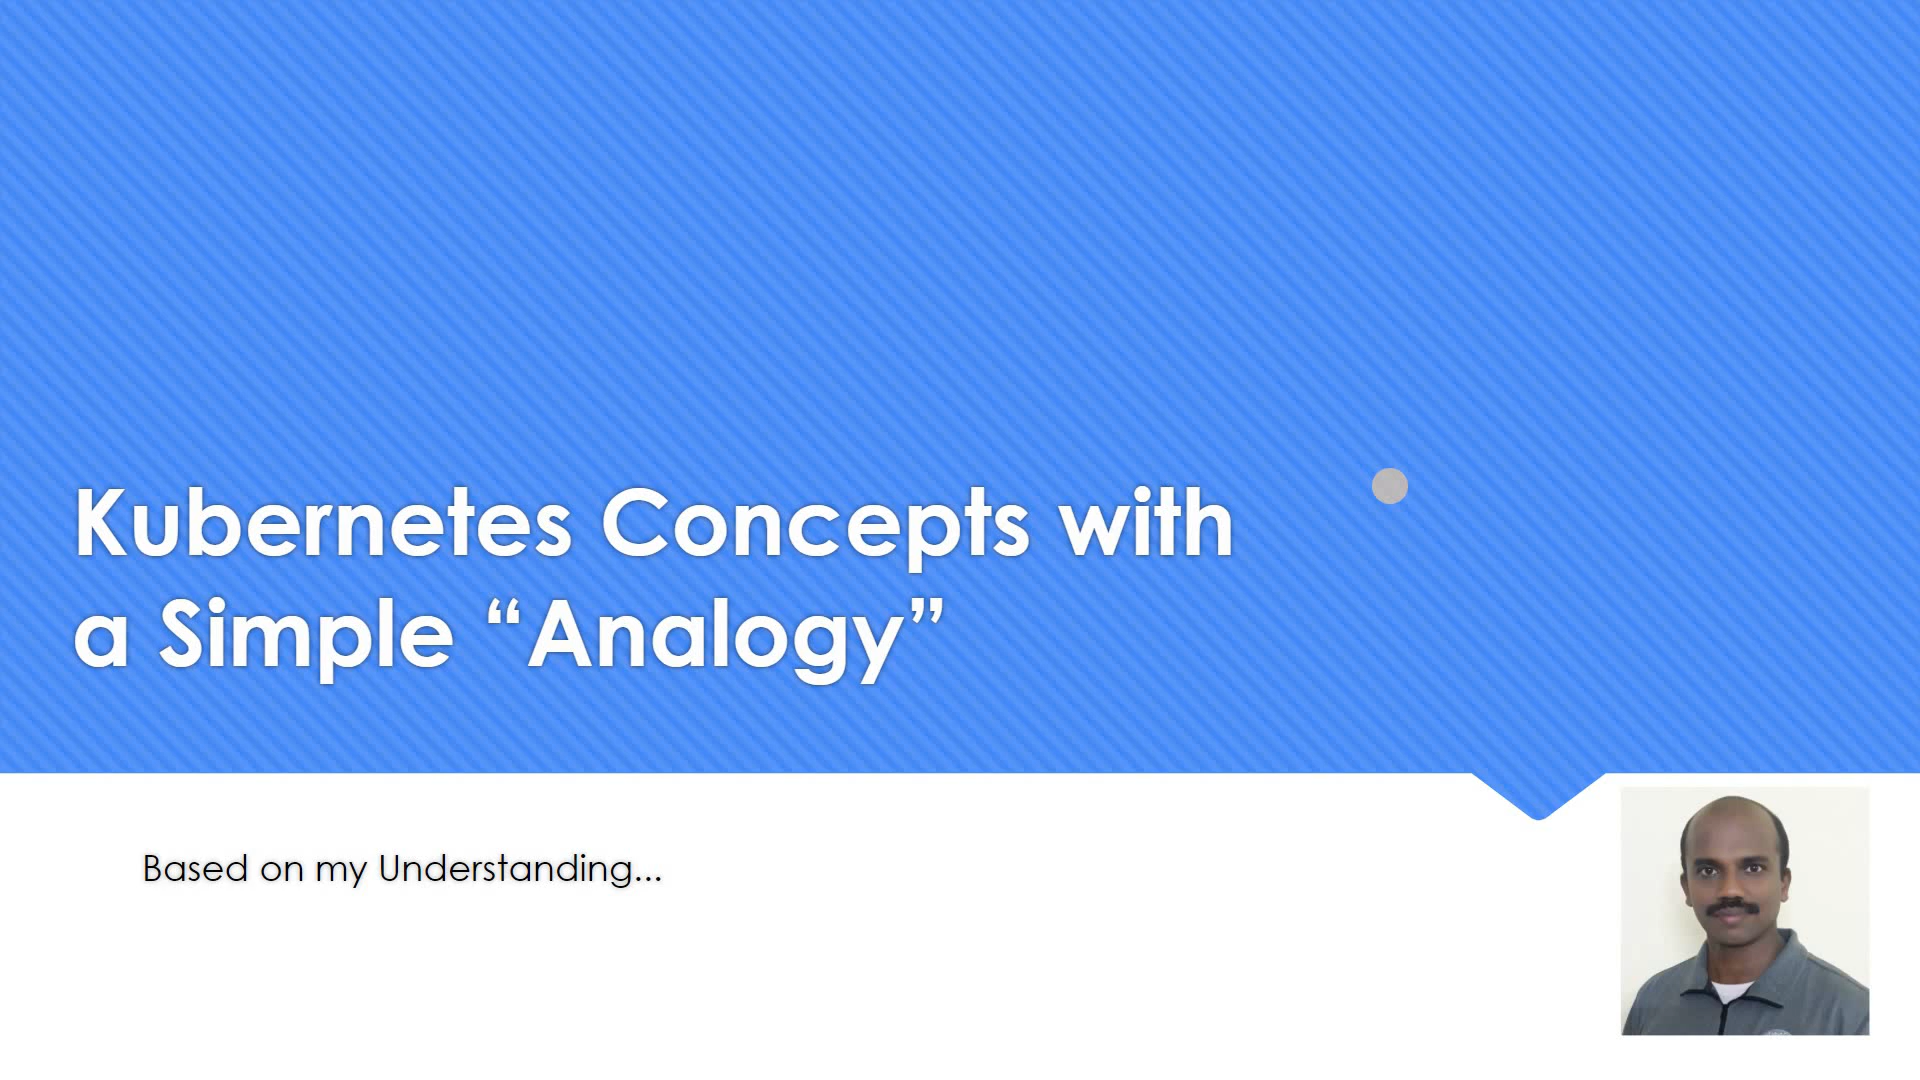 Kubernetes Concepts with
a Simple “Analogy”
Based on my Understanding...